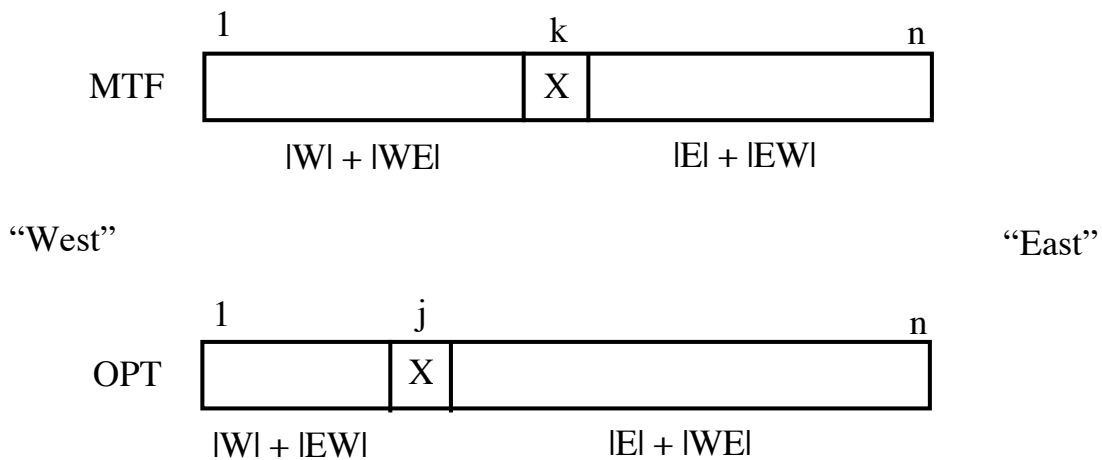 1 k n
MTF X
|W| + |WE| |E| + |EW|
“West” “East”
1 j n
OPT X
|W| + |EW| |E| + |WE|